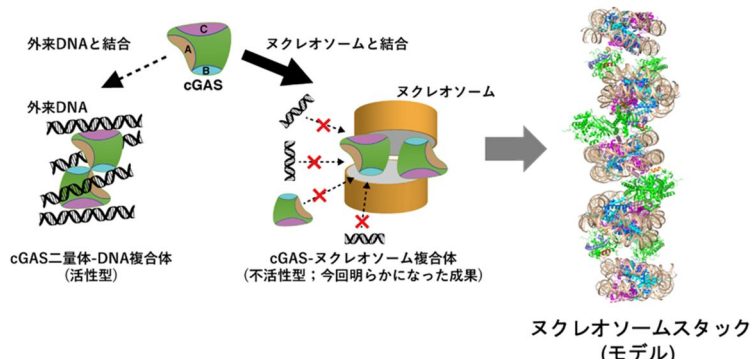 外来DNAと結合
C
A
B
cGAS
ヌクレオソームと結合
外来DNA
ヌクレオソーム
cGAS二量体-DNA複合体
(活性型)
cGAS-ヌクレオソーム複合体
(不活性型；今回明らかになった成果)
ヌクレオソームスタック
(モデル)